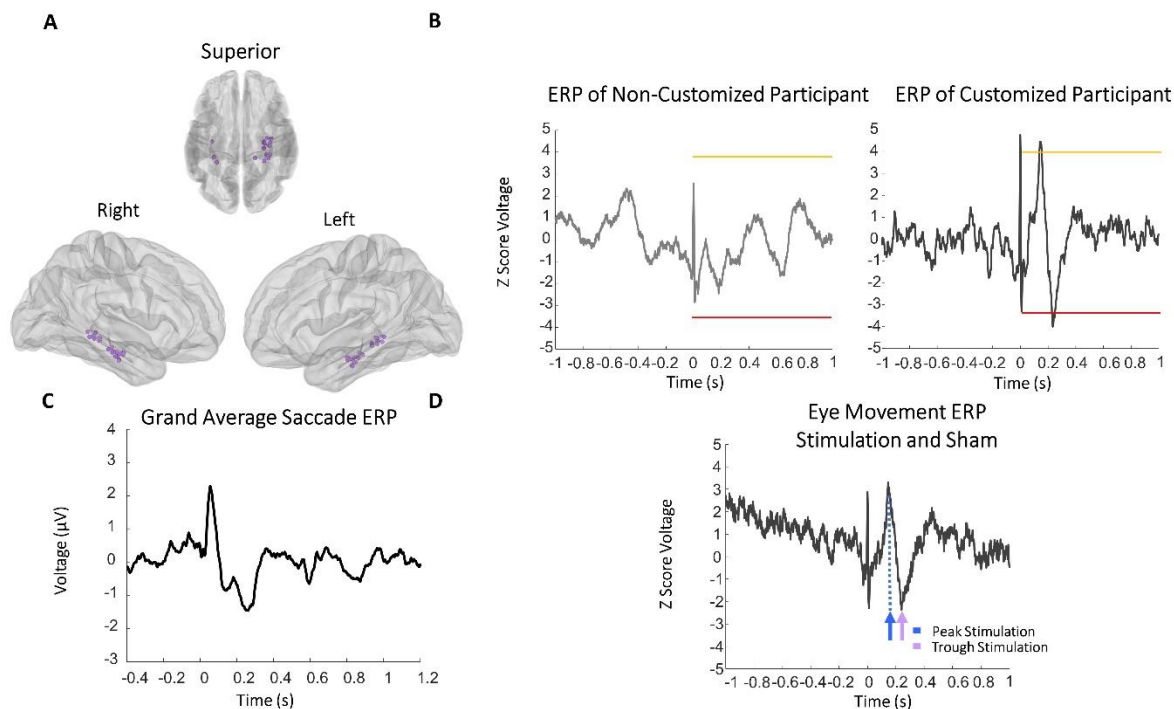 A
Superior
Right
Left
B
ERP of Non-Customized Participant
5
4
3
2
1
0
-1
-2
-3
-4
5
Z Score Voltage
-1 -0.8 -0.6 -0.4 -0.2 0 0.2 0.4 0.6 0.8 1
Time (s)
ERP of Customized Participant
5
4
3
2
1
0
-1
-2
-3
-4
5
-1 -0.8 -0.6 -0.4 -0.2 0 0.2 0.4 0.6 0.8 1
Time (s)
C
Grand Average Saccade ERP
4
3
2
1
0
-1
-2
-3
Voltage (µV)
-0.4 -0.2 0 0.2 0.4 0.6 0.8 1 1.2
Time (s)
D
Eye Movement ERP
Stimulation and Sham
5
4
3
2
1
0
-1
-2
-2
-4
-5
Z Score Voltage
Peak Stimulation
Trough Stimulation
-1 -0.8 -0.6 -0.4 -0.2 0 0.2 0.4 0.6 0.8 1
Time (s)